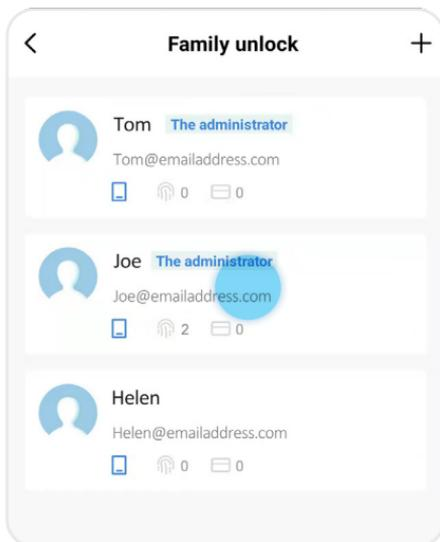 Family unlock
Tom The administrator
Tom@emailaddress.com
0 0
Joe The administrator
Joe@emailaddress.com
2 0
Helen
Helen@emailaddress.com
0 0